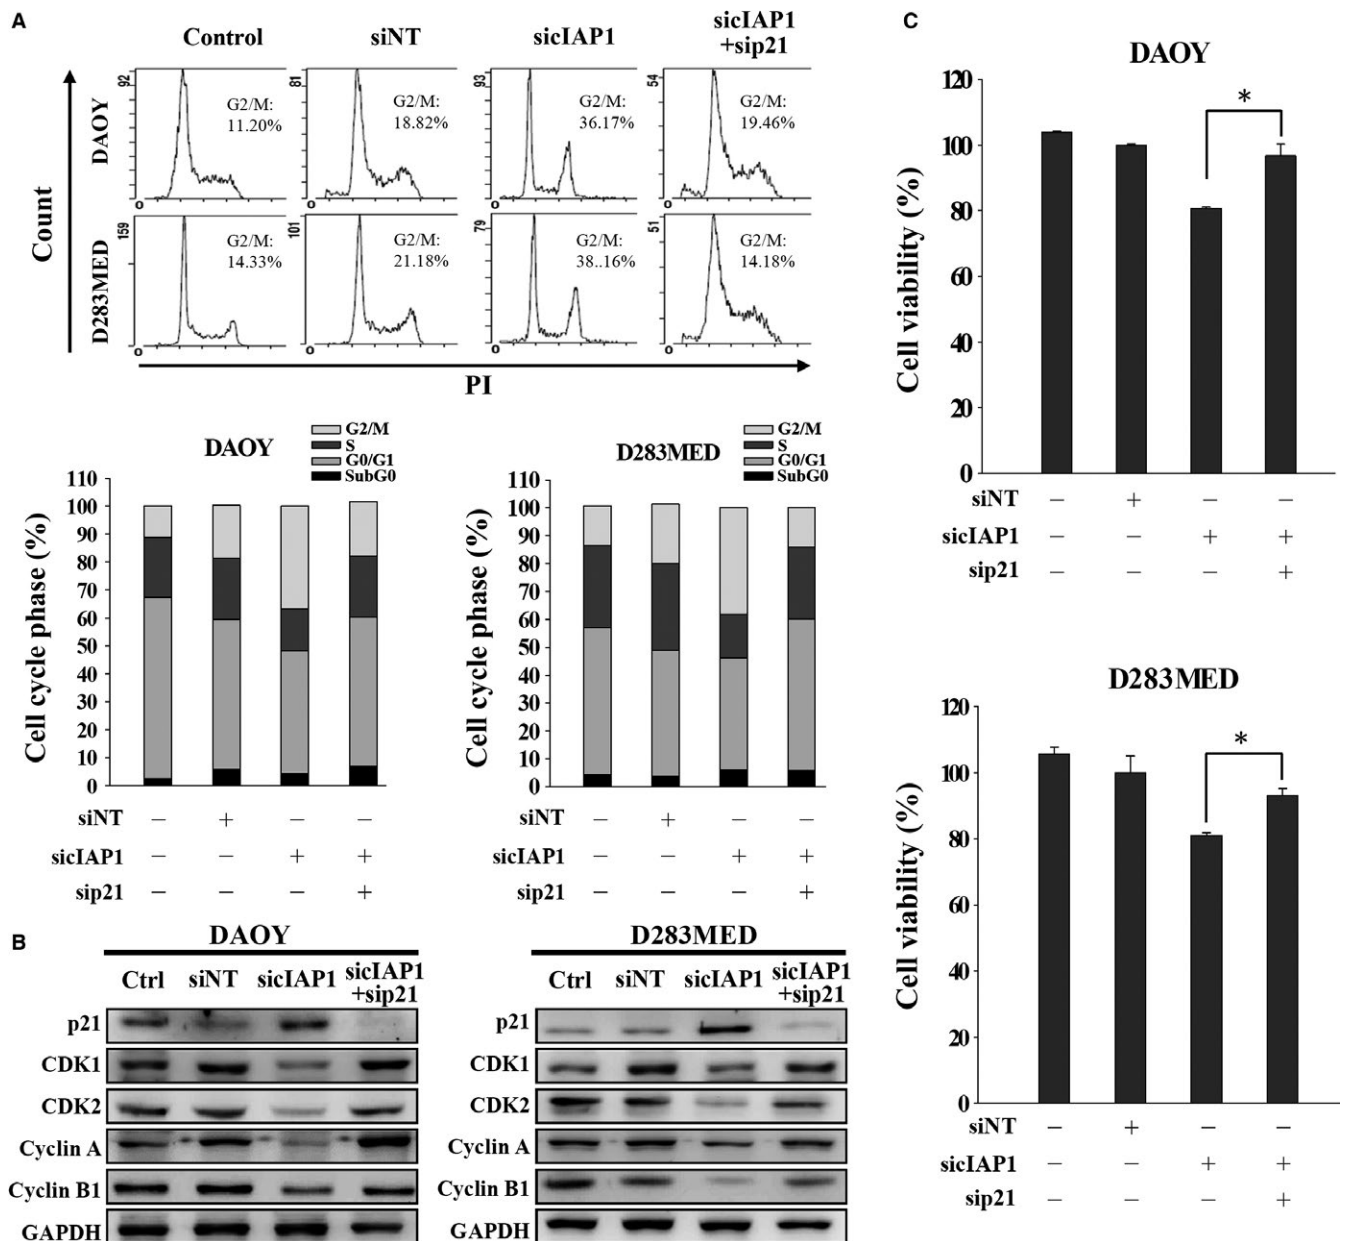 A
Control siNT sicIAP1 sicIAP1
+sip21
Count
DAOY
92 G2/M:
11.20%
0
81 G2/M:
18.82%
0
93 G2/M:
36.17%
0
54 G2/M:
19.46%
0
D283MED
159 G2/M:
14.33%
0
101 G2/M:
21.18%
0
79 G2/M:
38..16%
0
51 G2/M:
14.18%
0
PI
DAOY
G2/M
S
G0/G1
SubG0
Cell cycle phase (%)
110
100
90
80
70
60
50
40
30
20
10
0
siNT – + – –
sicIAP1 – – + +
sip21 – – – +
D283MED
G2/M
S
G0/G1
SubG0
Cell cycle phase (%)
110
100
90
80
70
60
50
40
30
20
10
0
siNT – + – –
sicIAP1 – – + +
sip21 – – – +
B
DAOY
Ctrl siNT sicIAP1 sicIAP1
+sip21
p21
CDK1
CDK2
Cyclin A
Cyclin B1
GAPDH
D283MED
Ctrl siNT sicIAP1 sicIAP1
+sip21
p21
CDK1
CDK2
Cyclin A
Cyclin B1
GAPDH
C
DAOY
Cell viability (%)
120
100
80
60
40
20
0
*
siNT – + – –
sicIAP1 – – + +
sip21 – – – +
D283MED
Cell viability (%)
120
100
80
60
40
20
0
*
siNT – + – –
sicIAP1 – – + +
sip21 – – – +